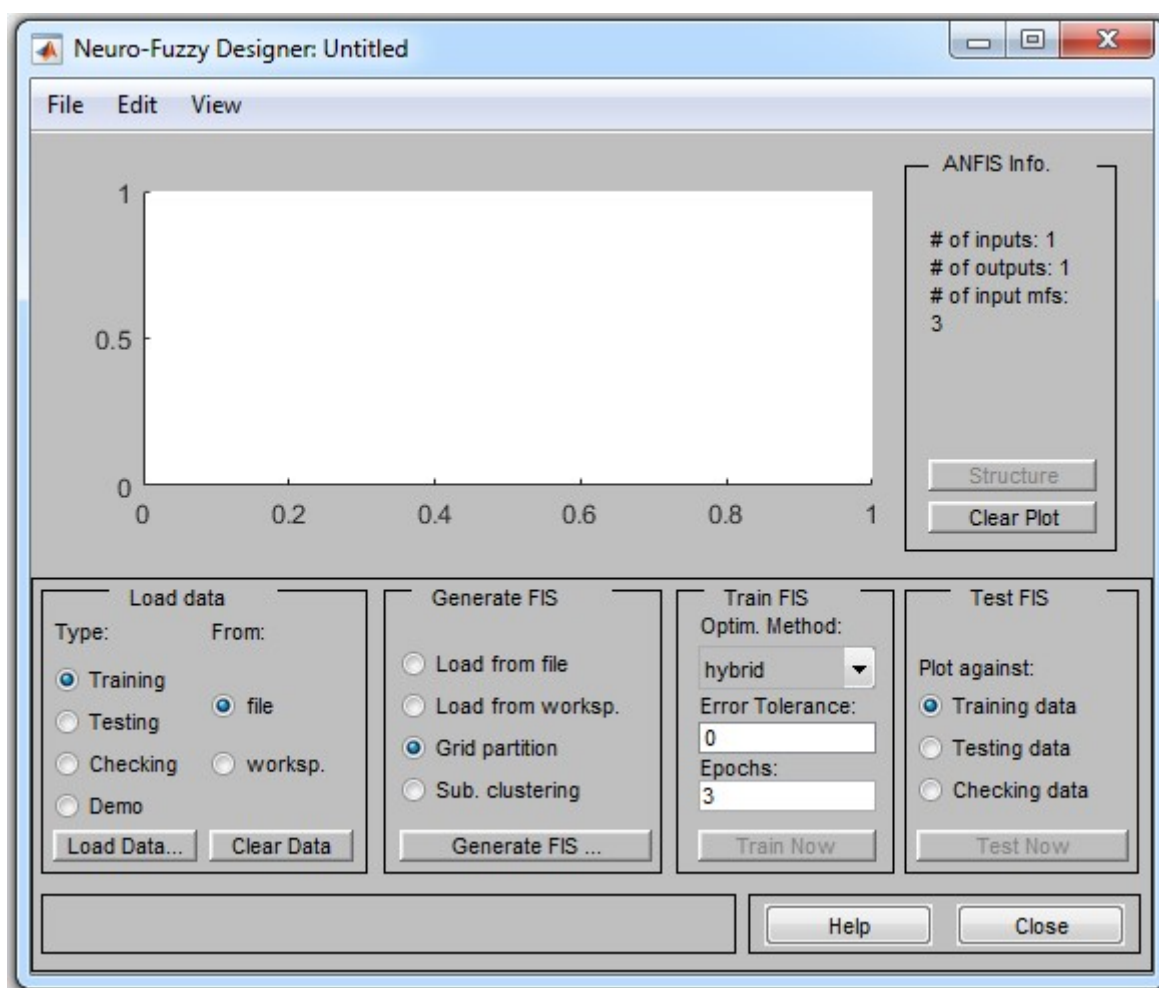 Neuro-Fuzzy Designer: Untitled
File Edit View
ANFIS Info.
# of inputs: 1
# of outputs: 1
# of input mfs:
3
Structure
Clear Plot
1
0.5
0
0 0.2 0.4 0.6 0.8 1
Load data
Type: From:
Training
file
Testing
Checking
worksp.
Demo
Load Data... Clear Data
Generate FIS
Load from file
Load from worksp.
Grid partition
Sub. clustering
Generate FIS ...
Train FIS
Optim. Method:
hybrid
Error Tolerance:
0
Epochs:
3
Train Now
Test FIS
Plot against:
Training data
Testing data
Checking data
Test Now
Help Close